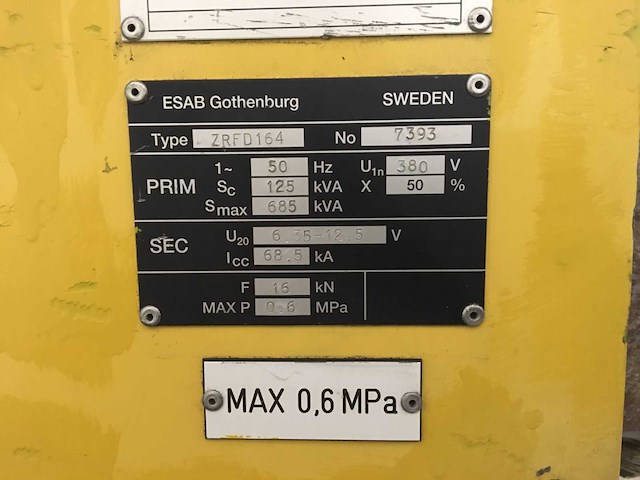 ESAB Gothenburg SWEDEN
Type ZRFD164 No 7393
PRIM 1~ 50 Hz U1n 380 V
Sc 125 kVA X 50 %
Smax 685 kVA
SEC U20 6.35-12.5 V
Icc 68.5 kA
F 16 kN
MAX P 0.6 MPa
MAX 0,6 MPa